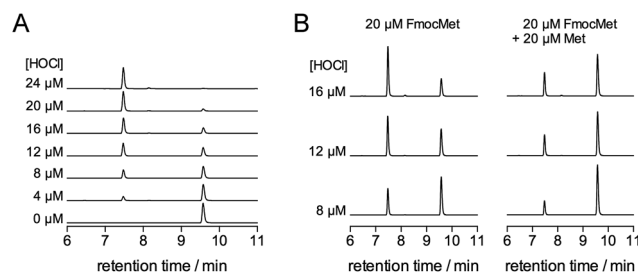 A
[HOCl]
24 µM
20 µM
16 µM
12 µM
8 µM
4 µM
0 µM
6 7 8 9 10 11
retention time / min
B
20 µM FmocMet
20 µM FmocMet
+ 20 µM Met
[HOCl]
16 µM
12 µM
8 µM
6 7 8 9 10 11
6 7 8 9 10 11
retention time / min
retention time / min